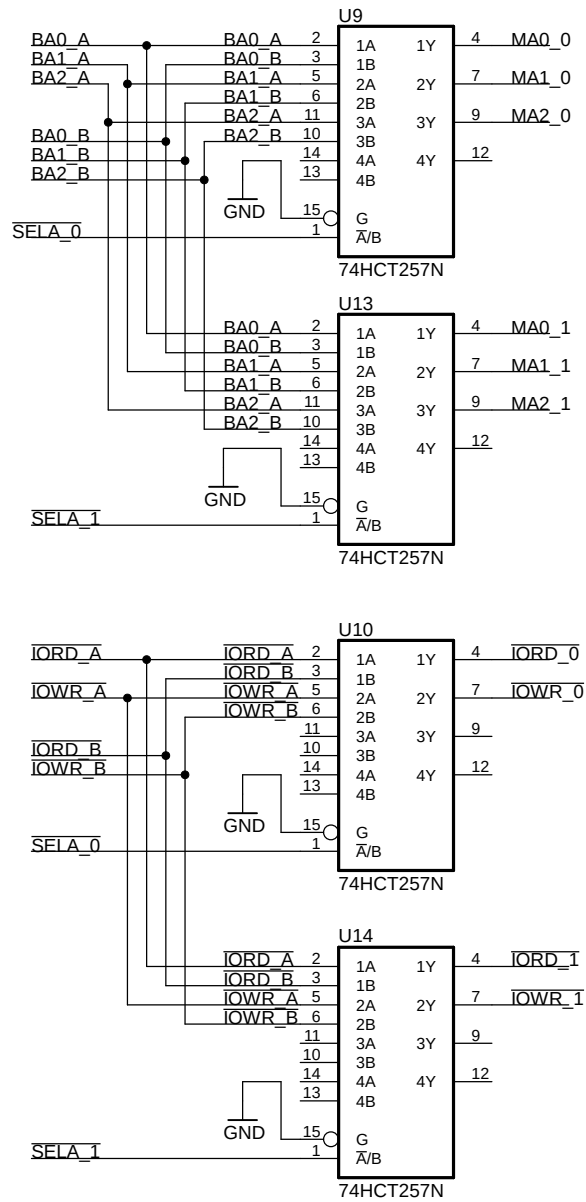 U9
BA0_A BA0_A 2 1A 1Y 4 MA0_0
BA0_B 3 1B
BA1_A BA1_A 5 2A 2Y 7 MA1_0
BA1_B 6 2B
BA2_A BA2_A 11 3A 3Y 9 MA2_0
BA0_B BA2_B 10 3B
BA1_B 14 4A 4Y 12
BA2_B 13 4B
GND 15 G
SELA_0 1 A/B
74HCT257N
U13
BA0_A 2 1A 1Y 4 MA0_1
BA0_B 3 1B
BA1_A 5 2A 2Y 7 MA1_1
BA1_B 6 2B
BA2_A 11 3A 3Y 9 MA2_1
BA2_B 10 3B
14 4A 4Y 12
13 4B
GND 15 G
SELA_1 1 A/B
74HCT257N
U10
IORD_A IORD_A 2 1A 1Y 4 IORD_0
IORD_B 3 1B
IOWR_A IOWR_A 5 2A 2Y 7 IOWR_0
IOWR_B 6 2B
11 3A 3Y 9
IORD_B 10 3B
IOWR_B 14 4A 4Y 12
13 4B
GND 15 G
SELA_0 1 A/B
74HCT257N
U14
IORD_A 2 1A 1Y 4 IORD_1
IORD_B 3 1B
IOWR_A 5 2A 2Y 7 IOWR_1
IOWR_B 6 2B
11 3A 3Y 9
10 3B
14 4A 4Y 12
13 4B
GND 15 G
SELA_1 1 A/B
74HCT257N